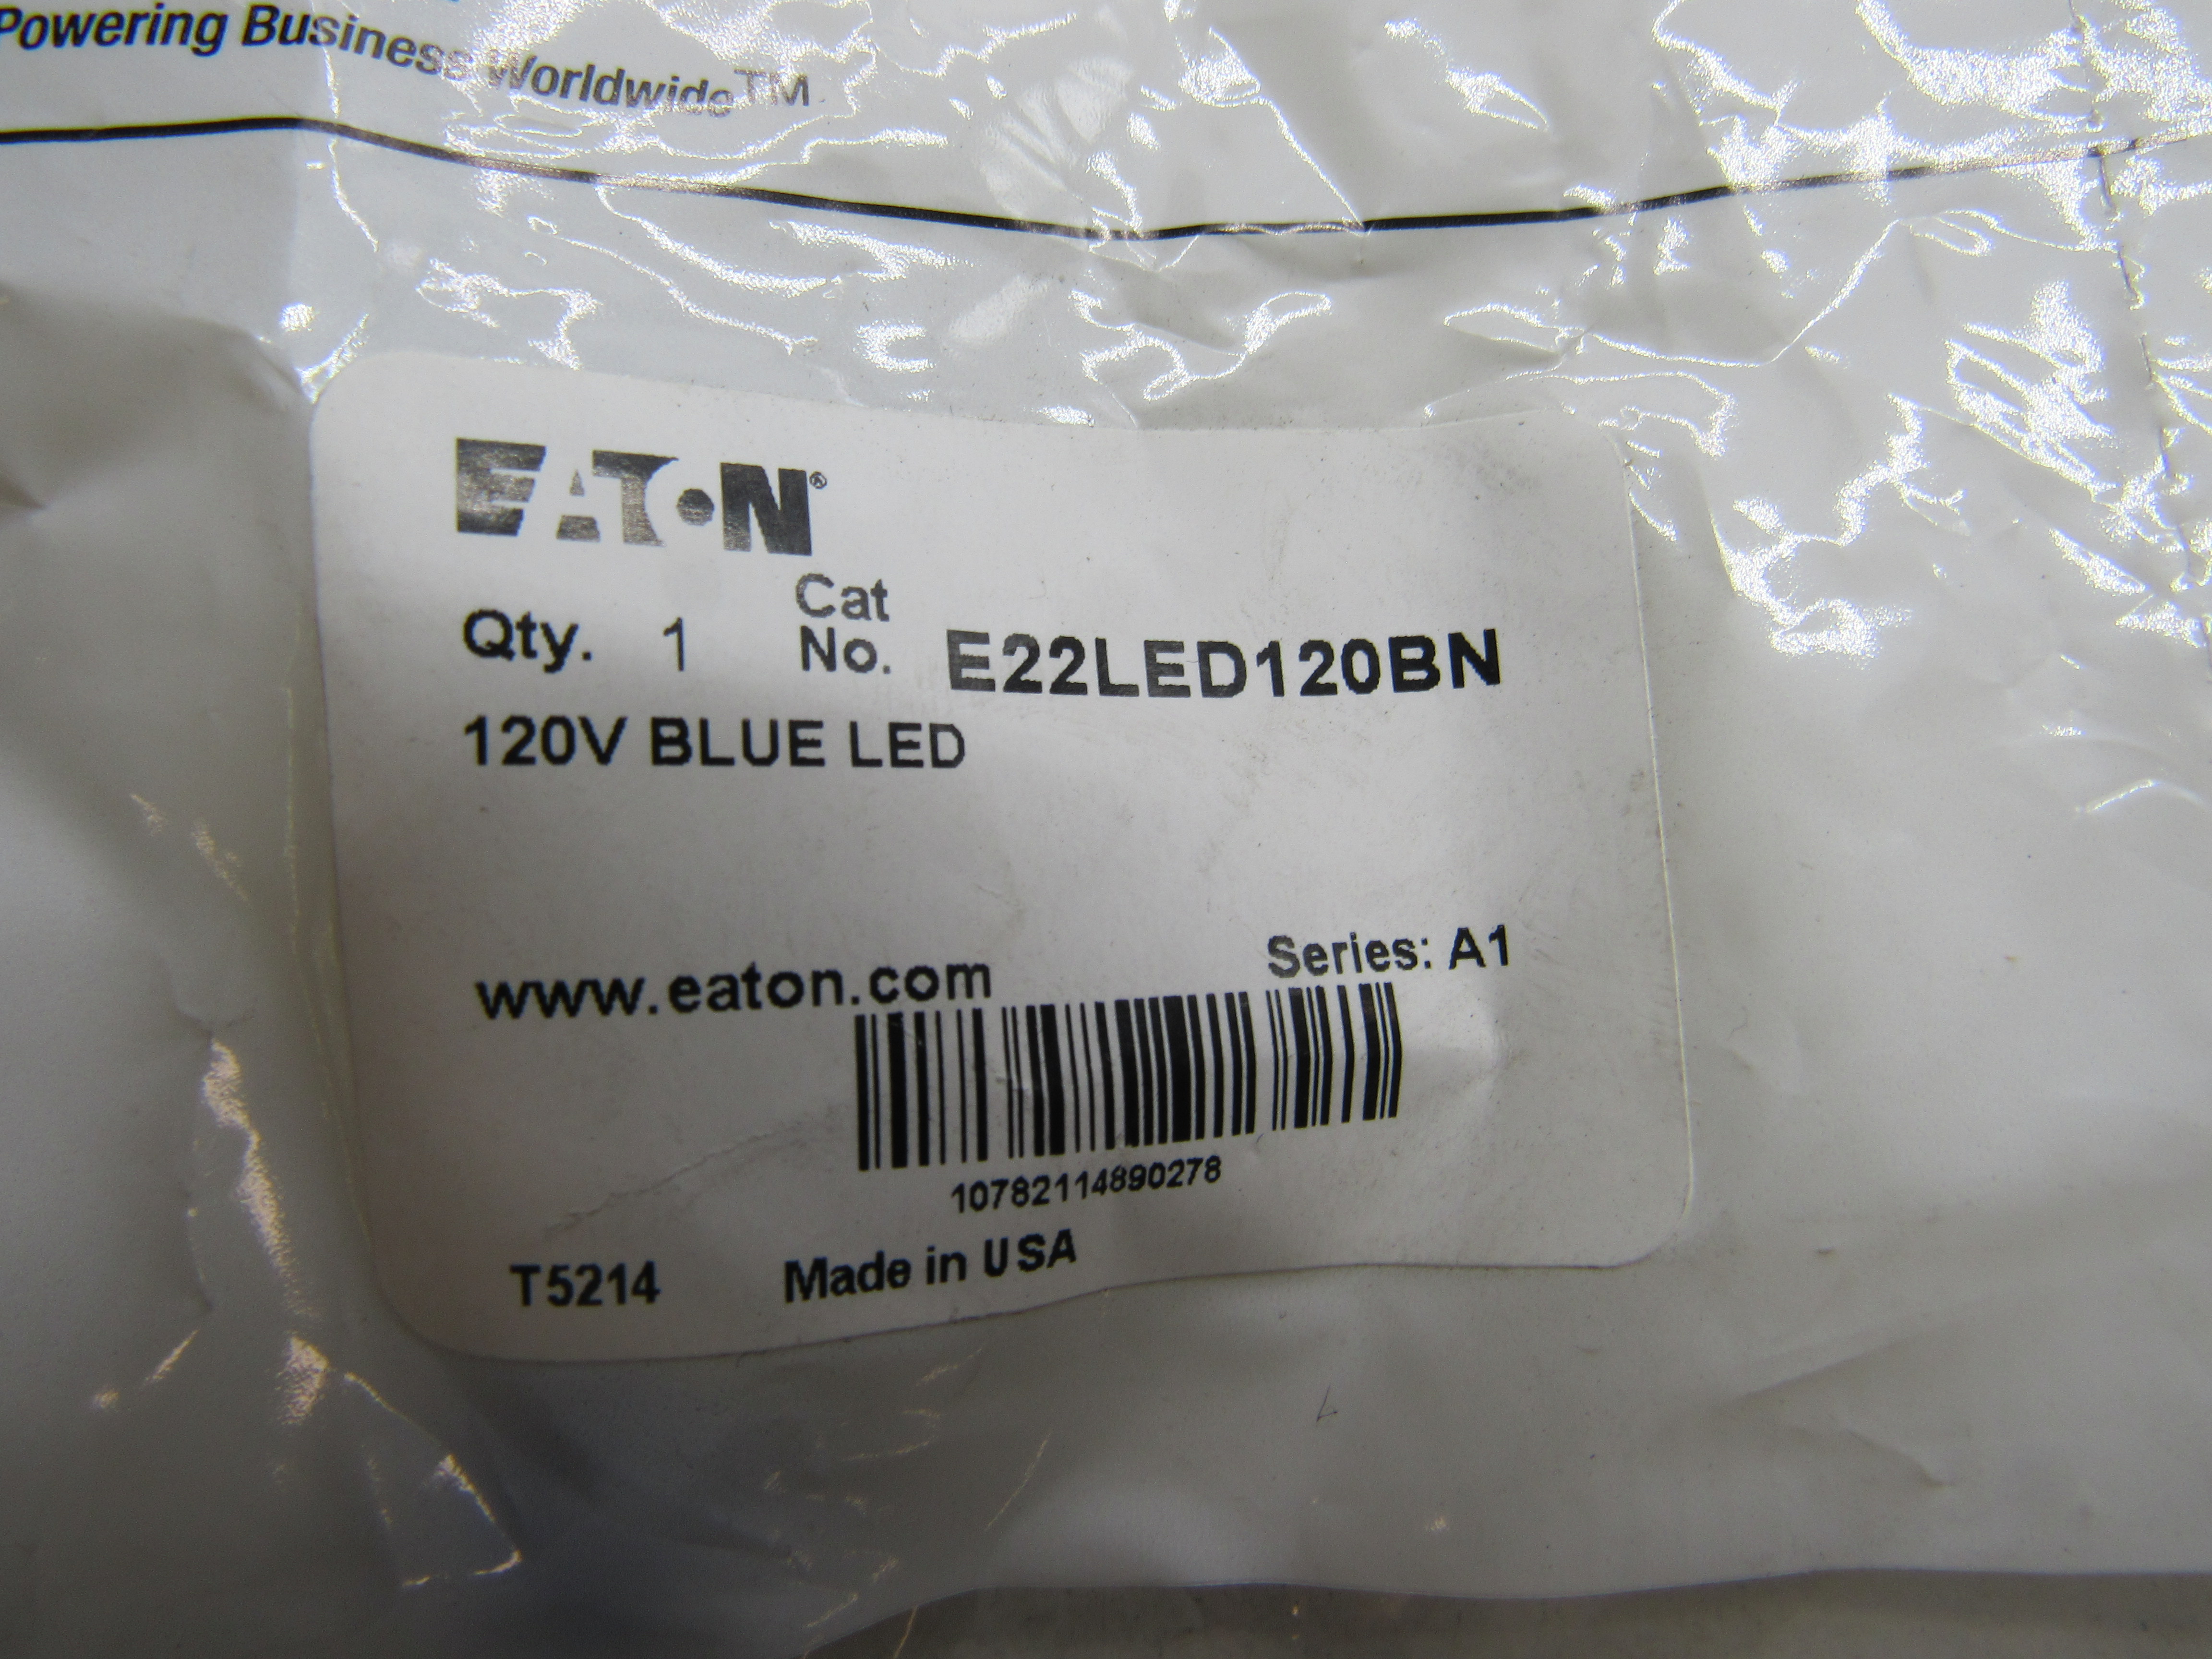 Powering Business Worldwide™
EATON®
Qty. 1 Cat No. E22LED120BN
120V BLUE LED
www.eaton.com
Series: A1
10782114890278
T5214 Made in USA